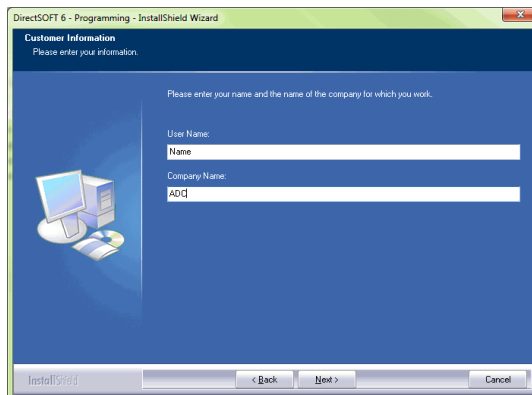 DirectSOFT 6 - Programming - InstallShield Wizard
Customer Information
Please enter your information.
Please enter your name and the name of the company for which you work.
User Name:
Name
Company Name:
ADC
InstallShield
< Back
Next >
Cancel